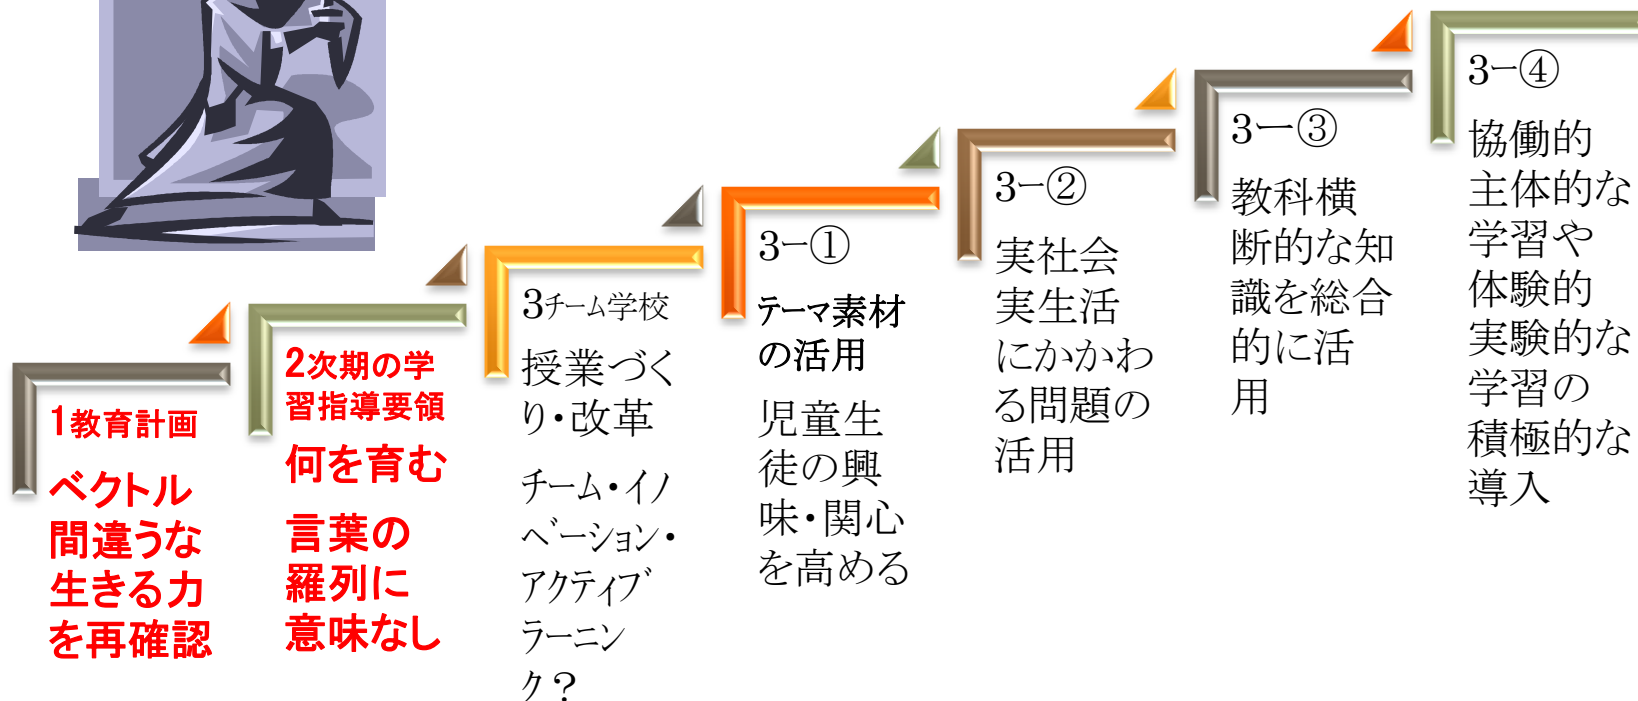 1教育計画
ベクトル
間違うな
生きる力
を再確認
2次期の学
習指導要領
何を育む
言葉の
羅列に
意味なし
3チーム学校
授業づく
り・改革
チーム・イノ
ベーション・
アクティブ
ラーニン
ク？
3ー①
テーマ素材
の活用
児童生
徒の興
味・関心
を高める
3ー②
実社会
実生活
にかかわ
る問題の
活用
3ー③
教科横
断的な知
識を総合
的に活
用
3ー④
協働的
主体的な
学習や
体験的
実験的な
学習の
積極的な
導入